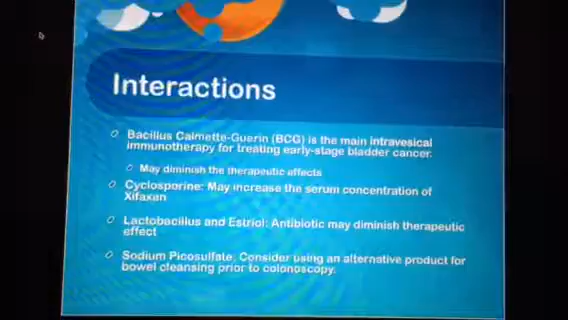 Interactions
Bacillus Calmette-Guerin (BCG) is the main intravesical
immunotherapy for treating early-stage bladder cancer.
May diminish the therapeutic effects
Cyclosporine: May increase the serum concentration of
Xifaxan
Lactobacillus and Estriol: Antibiotic may diminish therapeutic
effect
Sodium Picosulfate: Consider using an alternative product for
bowel cleansing prior to colonoscopy.